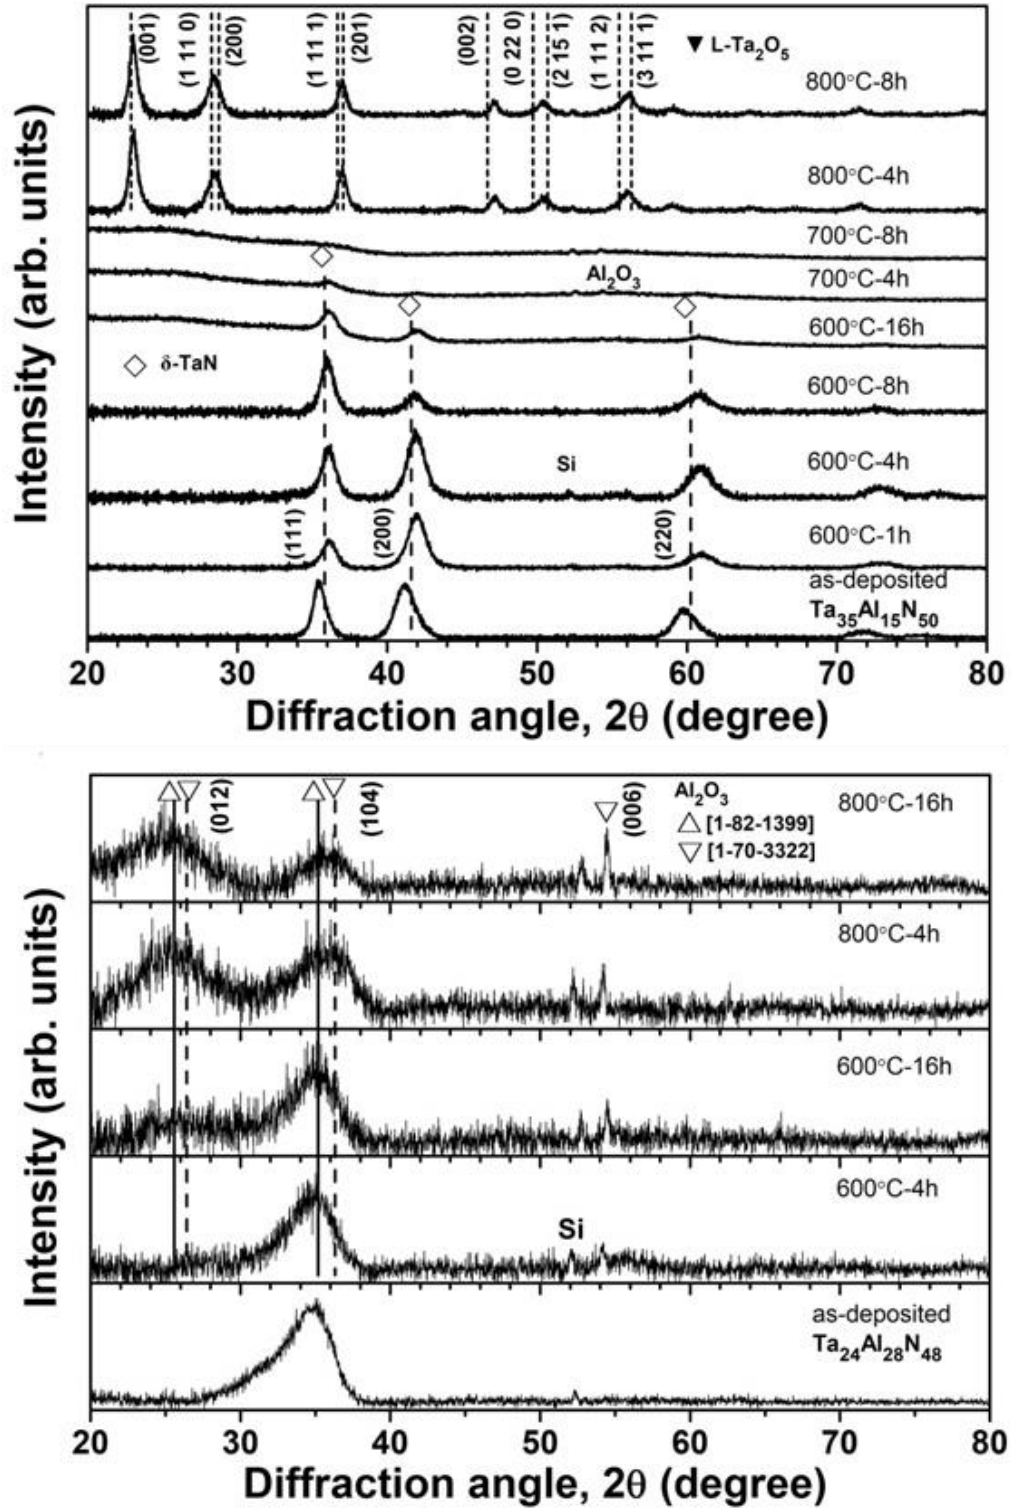 (001)
(1 11 0)
(200)
(1 11 1)
(201)
(002)
(0 22 0)
(2 15 1)
(1 11 2)
(3 11 1)
▼ L-Ta₂O₅
800°C-8h
800°C-4h
700°C-8h
Al₂O₃
700°C-4h
600°C-16h
◇ δ-TaN
600°C-8h
Si
600°C-4h
(111)
(200)
(220)
600°C-1h
as-deposited
Ta₃₅Al₁₅N₅₀
Intensity (arb. units)
20 30 40 50 60 70 80
Diffraction angle, 2θ (degree)
(012)
(104)
(006)
Al₂O₃
△ [1-82-1399]
▽ [1-70-3322]
800°C-16h
800°C-4h
600°C-16h
600°C-4h
Si
as-deposited
Ta₂₄Al₂₈N₄₈
Intensity (arb. units)
20 30 40 50 60 70 80
Diffraction angle, 2θ (degree)